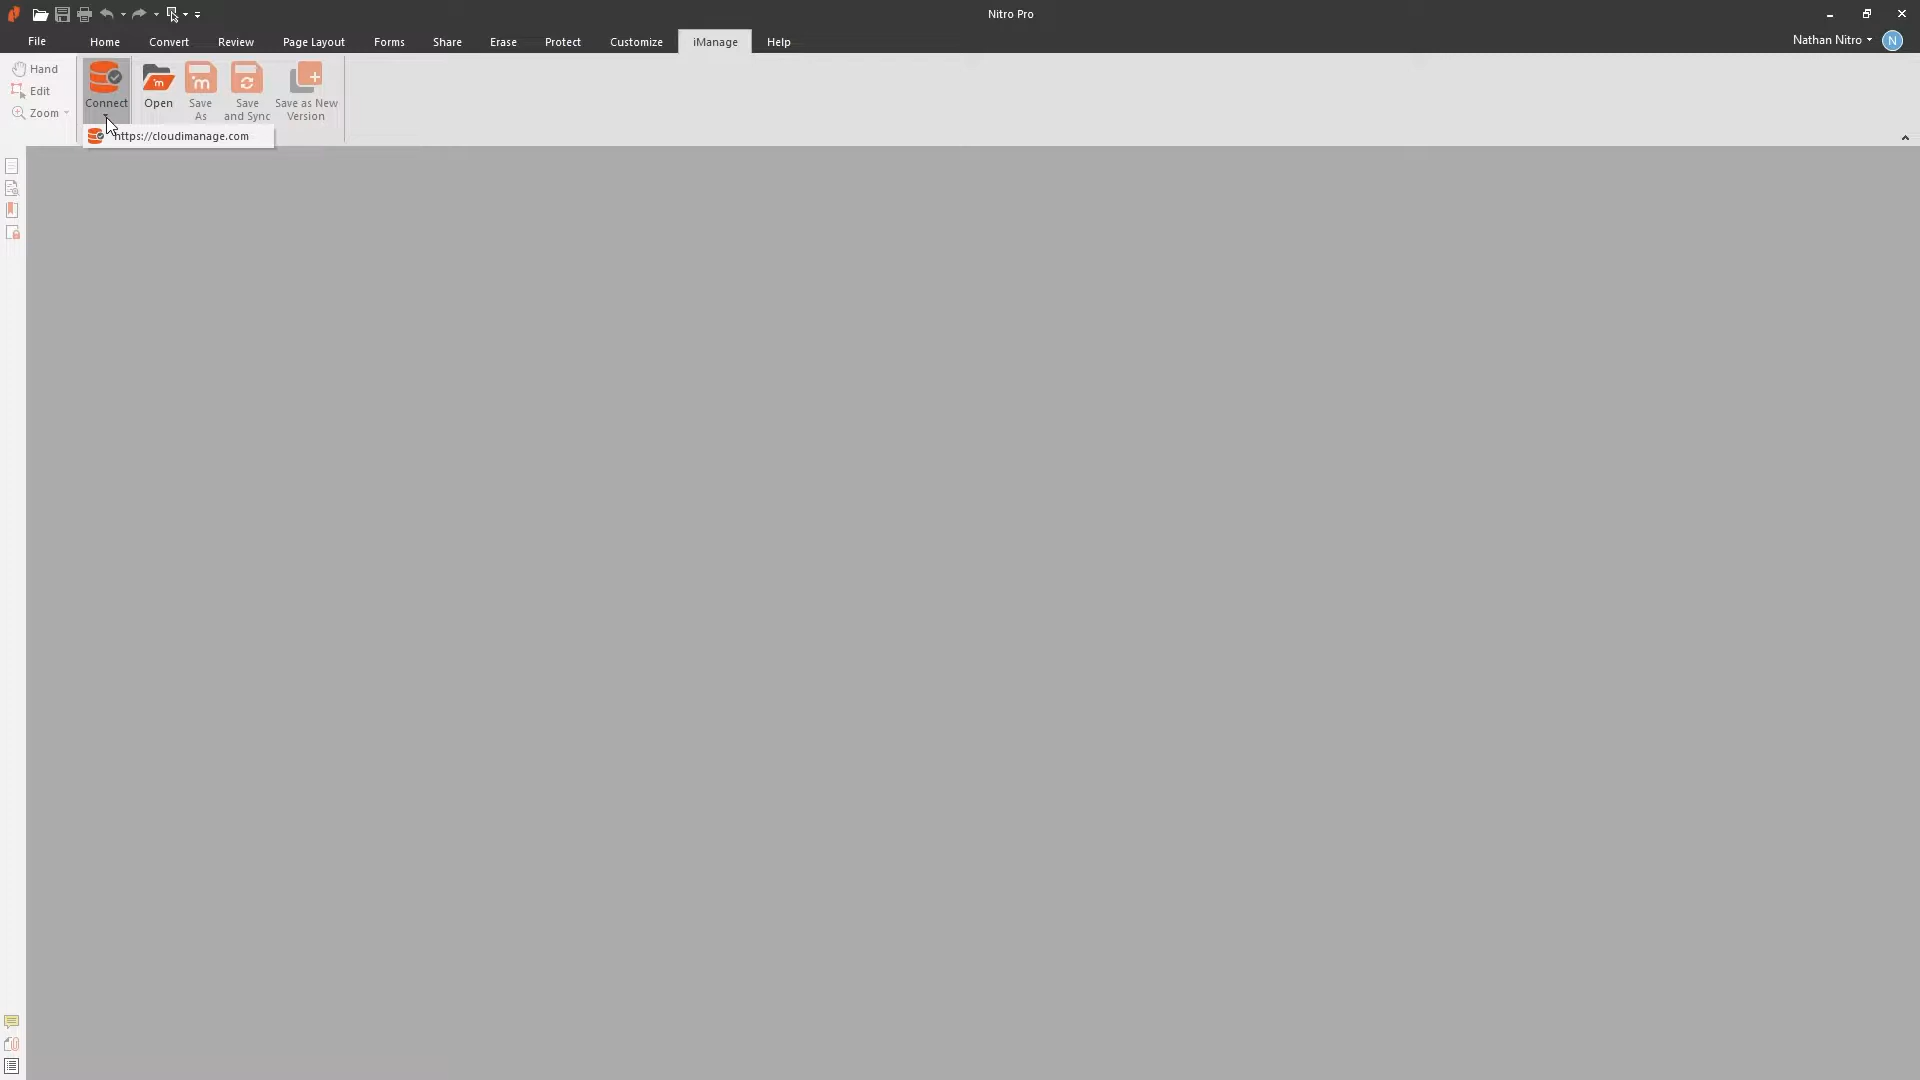 Nitro Pro
File Home Convert Review Page Layout Forms Share Erase Protect Customize iManage Help
Nathan Nitro N
Hand
Edit
Zoom
Connect
Open
Save
As
Save
and Sync
Save as New
Version
https://cloudimanage.com